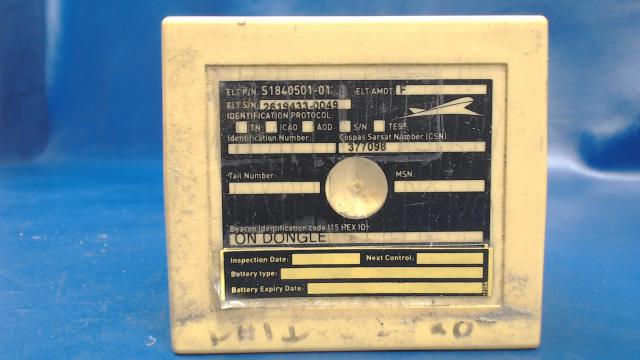 ELT P/N: S1840501-01 ELT AMDT: F
ELT S/N: 2619433-0049
IDENTIFICATION PROTOCOL:
TN ICAO AOD S/N TEST
Identification Number: Cospas Sarsat Number (CSN):
377098
Tail Number: MSN:
Beacon Identification code (15 HEX ID):
ON DONGLE
Inspection Date: Next Control:
Battery type:
Battery Expiry Date: